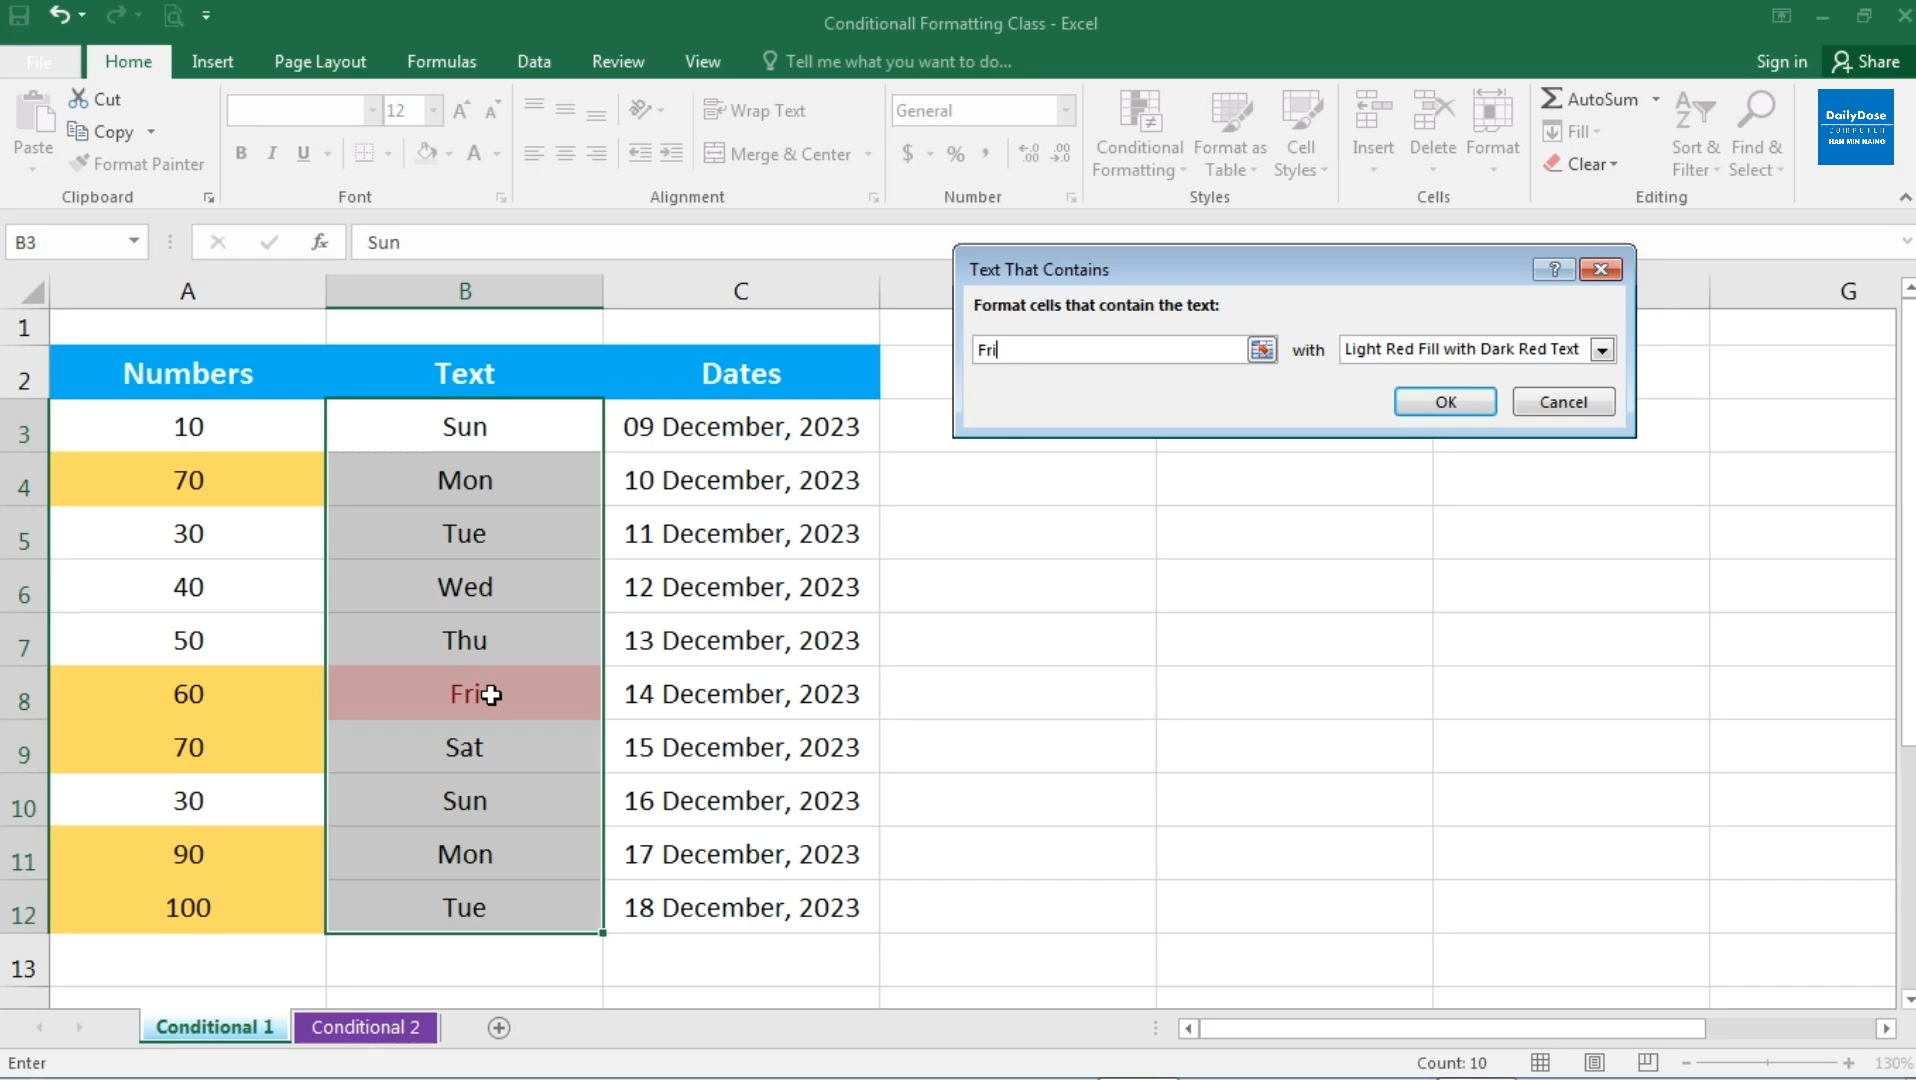 Conditionall Formatting Class - Excel
File Home Insert Page Layout Formulas Data Review View Tell me what you want to do... Sign in Share
Paste Cut Copy Format Painter
Clipboard
12 B I U A
Font
Wrap Text
Merge & Center
Alignment
General
$ % ,
Number
Conditional Formatting
Format as Table
Cell Styles
Styles
Insert Delete Format
Cells
AutoSum
Fill
Clear
Sort & Filter
Find & Select
Editing
DailyDose
COMPUTER
HAN MIN NAING
B3 fx Sun
Text That Contains
Format cells that contain the text:
Fri with Light Red Fill with Dark Red Text
OK Cancel
A B C G
1
2 Numbers Text Dates
3 10 Sun 09 December, 2023
4 70 Mon 10 December, 2023
5 30 Tue 11 December, 2023
6 40 Wed 12 December, 2023
7 50 Thu 13 December, 2023
8 60 Fri 14 December, 2023
9 70 Sat 15 December, 2023
10 30 Sun 16 December, 2023
11 90 Mon 17 December, 2023
12 100 Tue 18 December, 2023
13
Conditional 1 Conditional 2
Enter Count: 10 130%